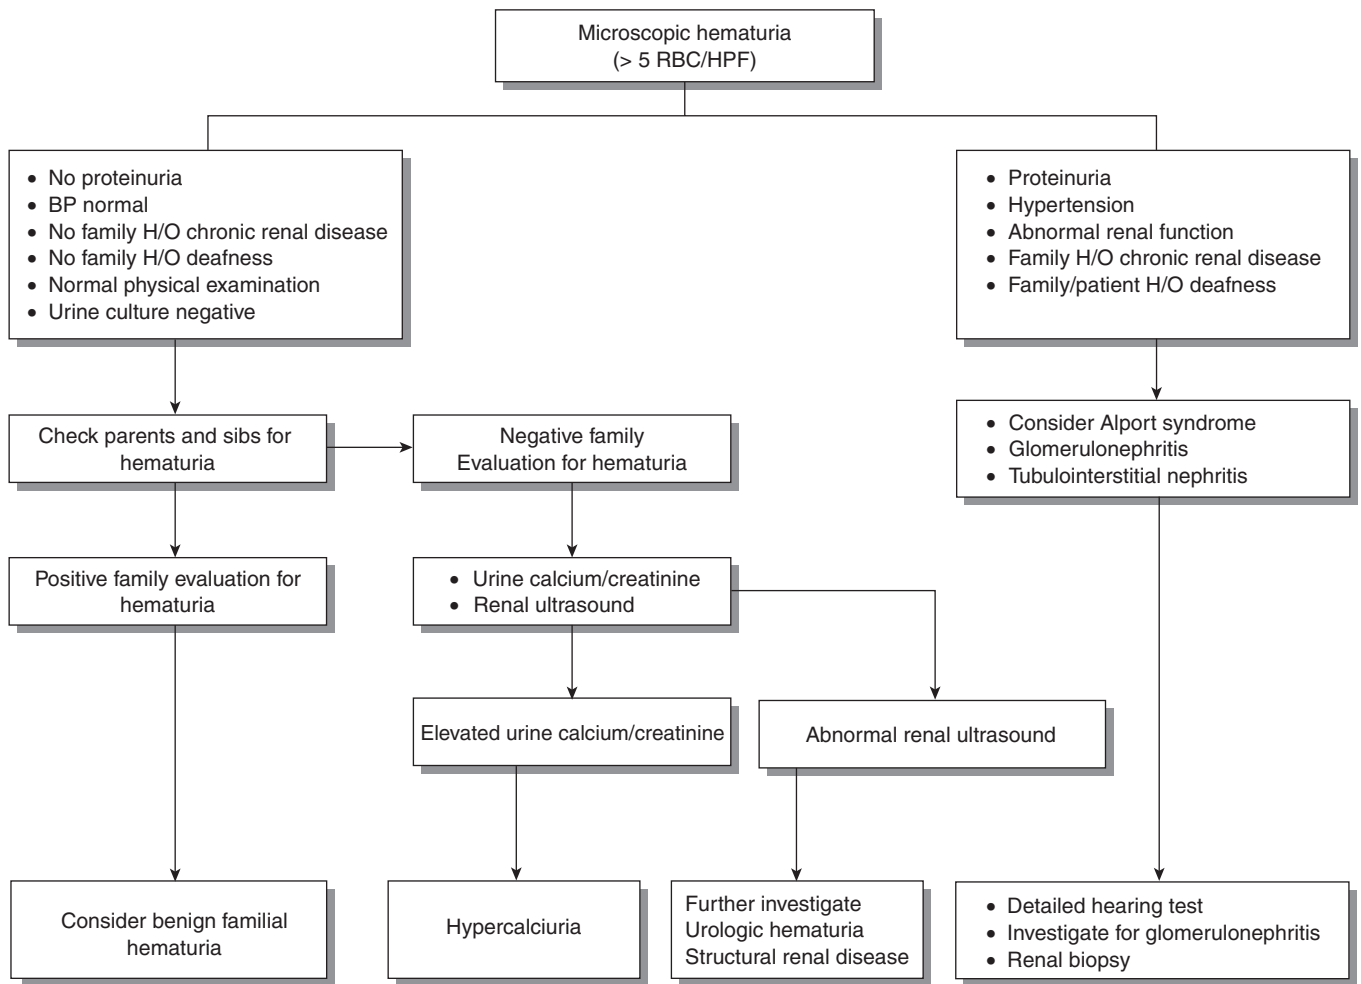 Microscopic hematuria
(> 5 RBC/HPF)
• No proteinuria
• BP normal
• No family H/O chronic renal disease
• No family H/O deafness
• Normal physical examination
• Urine culture negative
• Proteinuria
• Hypertension
• Abnormal renal function
• Family H/O chronic renal disease
• Family/patient H/O deafness
Check parents and sibs for
hematuria
Negative family
Evaluation for hematuria
• Consider Alport syndrome
• Glomerulonephritis
• Tubulointerstitial nephritis
Positive family evaluation for
hematuria
• Urine calcium/creatinine
• Renal ultrasound
Elevated urine calcium/creatinine
Abnormal renal ultrasound
Consider benign familial
hematuria
Hypercalciuria
Further investigate
Urologic hematuria
Structural renal disease
• Detailed hearing test
• Investigate for glomerulonephritis
• Renal biopsy